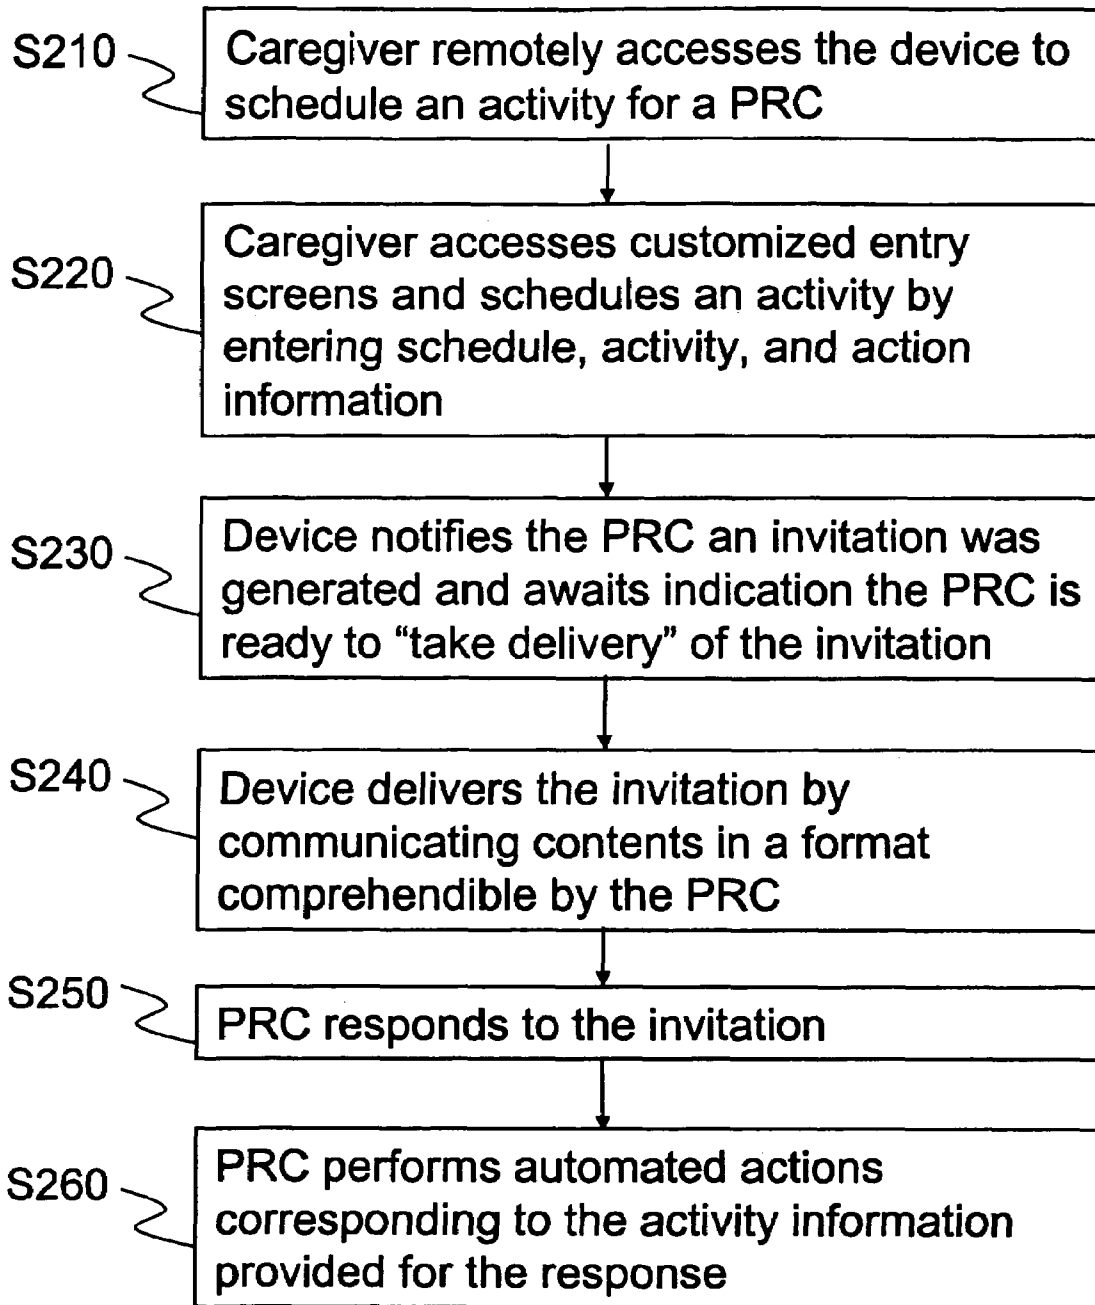 S210
Caregiver remotely accesses the device to
schedule an activity for a PRC
S220
Caregiver accesses customized entry
screens and schedules an activity by
entering schedule, activity, and action
information
S230
Device notifies the PRC an invitation was
generated and awaits indication the PRC is
ready to “take delivery” of the invitation
S240
Device delivers the invitation by
communicating contents in a format
comprehendible by the PRC
S250
PRC responds to the invitation
S260
PRC performs automated actions
corresponding to the activity information
provided for the response